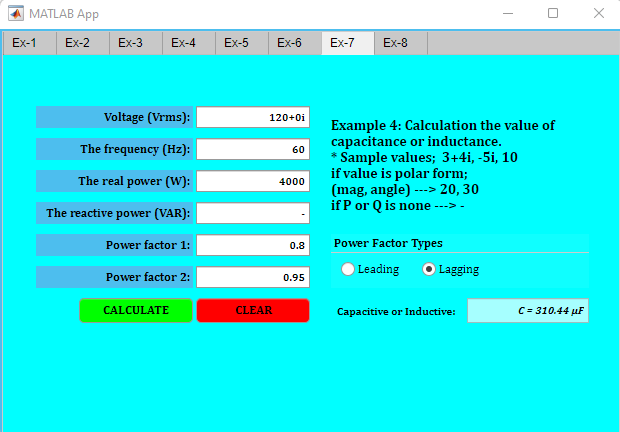 MATLAB App
Ex-1 Ex-2 Ex-3 Ex-4 Ex-5 Ex-6 Ex-7 Ex-8
Voltage (Vrms): 120+0i
The frequency (Hz): 60
The real power (W): 4000
The reactive power (VAR): -
Power factor 1: 0.8
Power factor 2: 0.95
CALCULATE CLEAR
Example 4: Calculation the value of
capacitance or inductance.
* Sample values; 3+4i, -5i, 10
if value is polar form;
(mag, angle) ---> 20, 30
if P or Q is none ---> -
Power Factor Types
Leading Lagging
Capacitive or Inductive: C = 310.44 µF